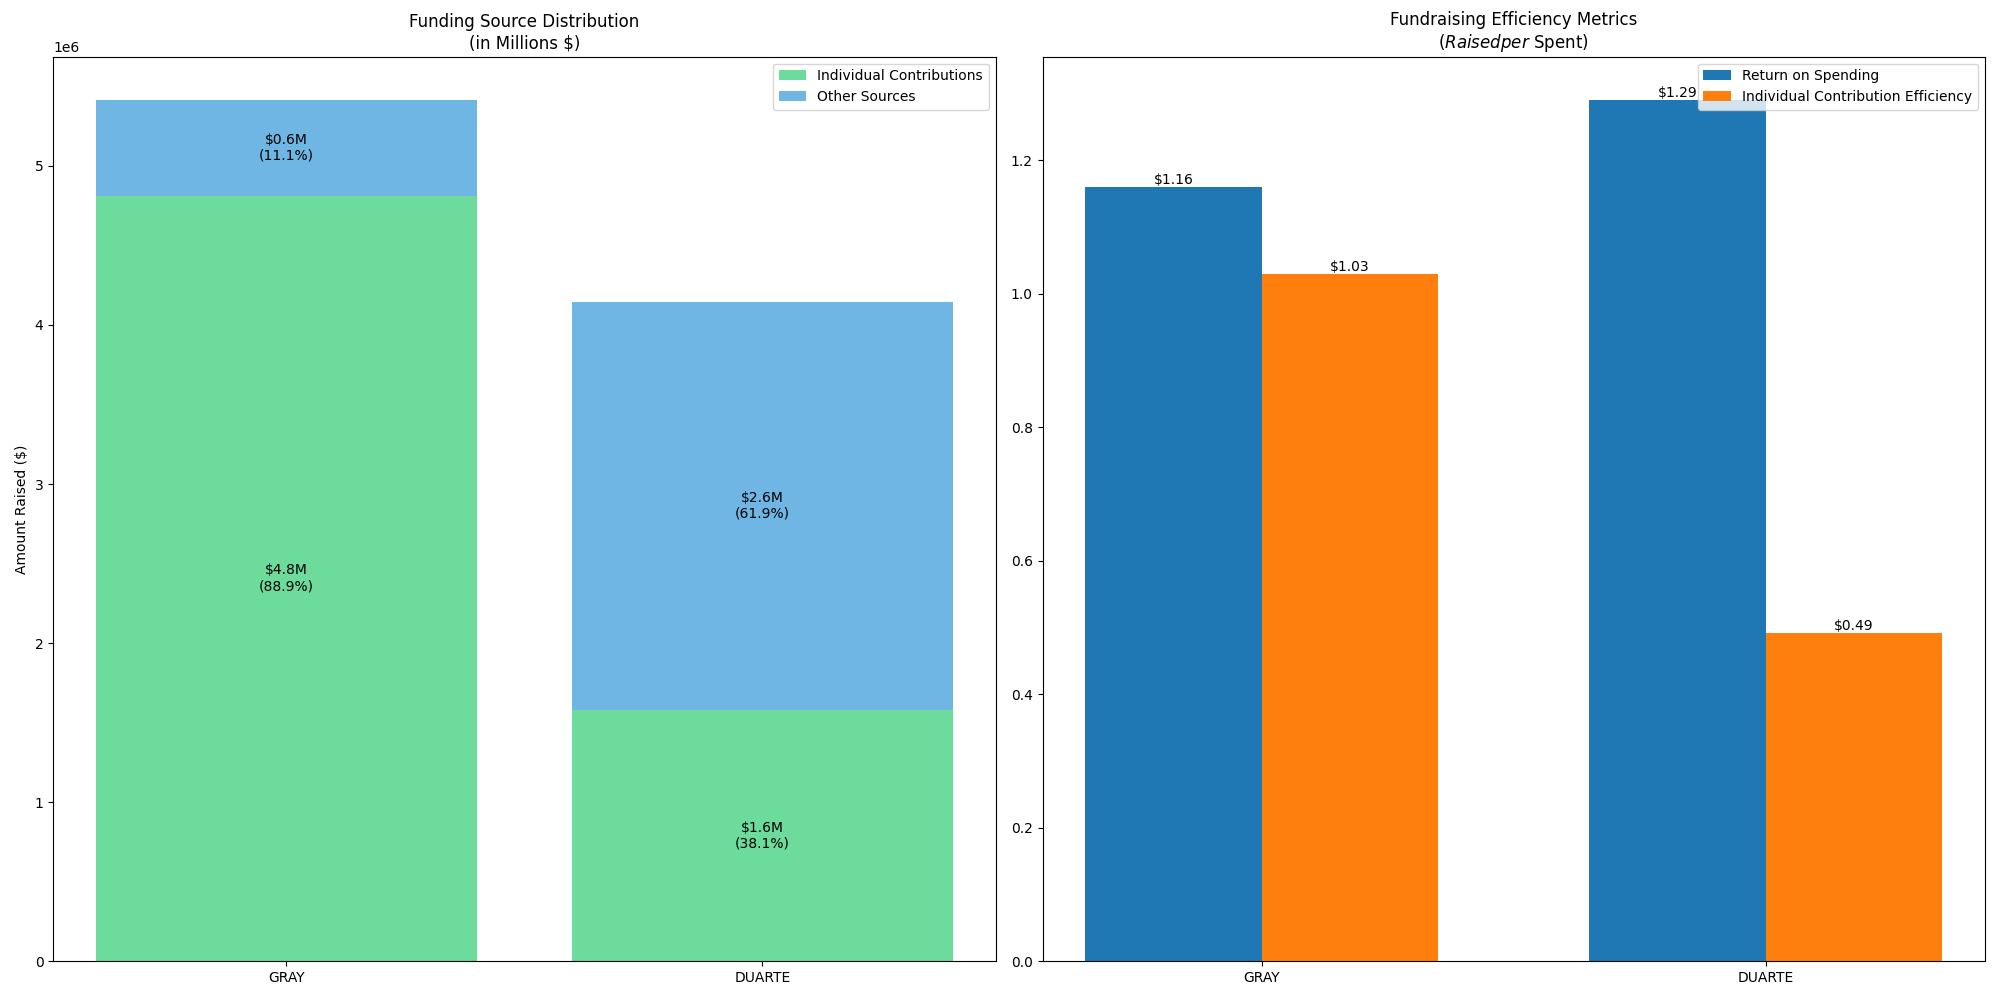 Funding Source Distribution
(in Millions $)
1e6
Individual Contributions
Other Sources
$0.6M
(11.1%)
$4.8M
(88.9%)
$2.6M
(61.9%)
$1.6M
(38.1%)
Amount Raised ($)
5
4
3
2
1
0
GRAY
DUARTE
Fundraising Efficiency Metrics
(Raisedper Spent)
Return on Spending
Individual Contribution Efficiency
$1.16
$1.03
$1.29
$0.49
1.2
1.0
0.8
0.6
0.4
0.2
0.0
GRAY
DUARTE